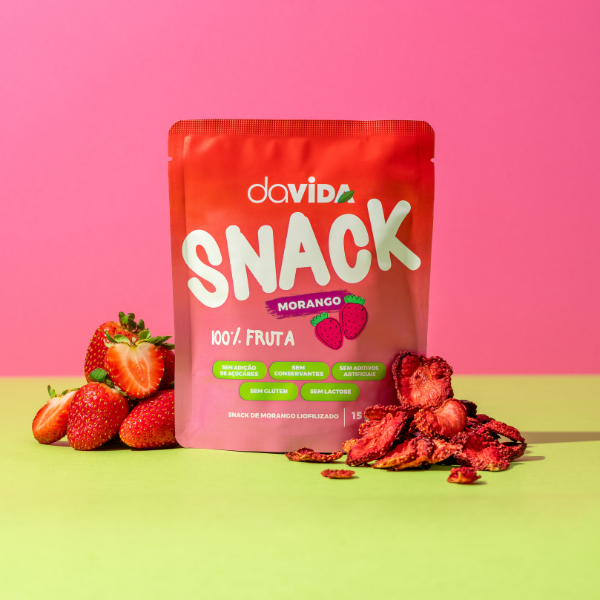 daVIDA
SNACK
MORANGO
100% FRUTA
SEM ADIÇÃO
DE AÇÚCARES
SEM
CONSERVANTES
SEM ADITIVOS
ARTIFICIAIS
SEM GLÚTEN
SEM LACTOSE
SNACK DE MORANGO LIOFILIZADO